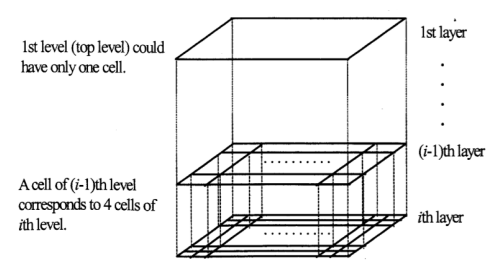 1st level (top level) could
have only one cell.
1st layer
(i-1)th layer
A cell of (i-1)th level
corresponds to 4 cells of
ith level.
ith layer